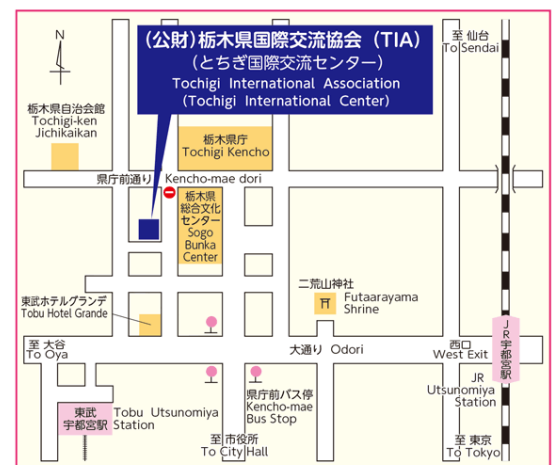 (公財)栃木県国際交流協会 (TIA)
(とちぎ国際交流センター)
Tochigi International Association
(Tochigi International Center)
至 仙台
To Sendai
N
栃木県自治会館
Tochigi-ken
Jichikaikan
栃木県庁
Tochigi Kencho
県庁前通り Kencho-mae dori
栃木県
総合文化
センター
Sogo
Bunka
Center
二荒山神社
Futaarayama
Shrine
東武ホテルグランデ
Tobu Hotel Grande
至 大谷
To Oya
大通り Odori
西口
West Exit
JR宇都宮駅
JR
Utsunomiya
Station
県庁前バス停
Kencho-mae
Bus Stop
東武
宇都宮駅
Tobu Utsunomiya
Station
至 市役所
To City Hall
至 東京
To Tokyo